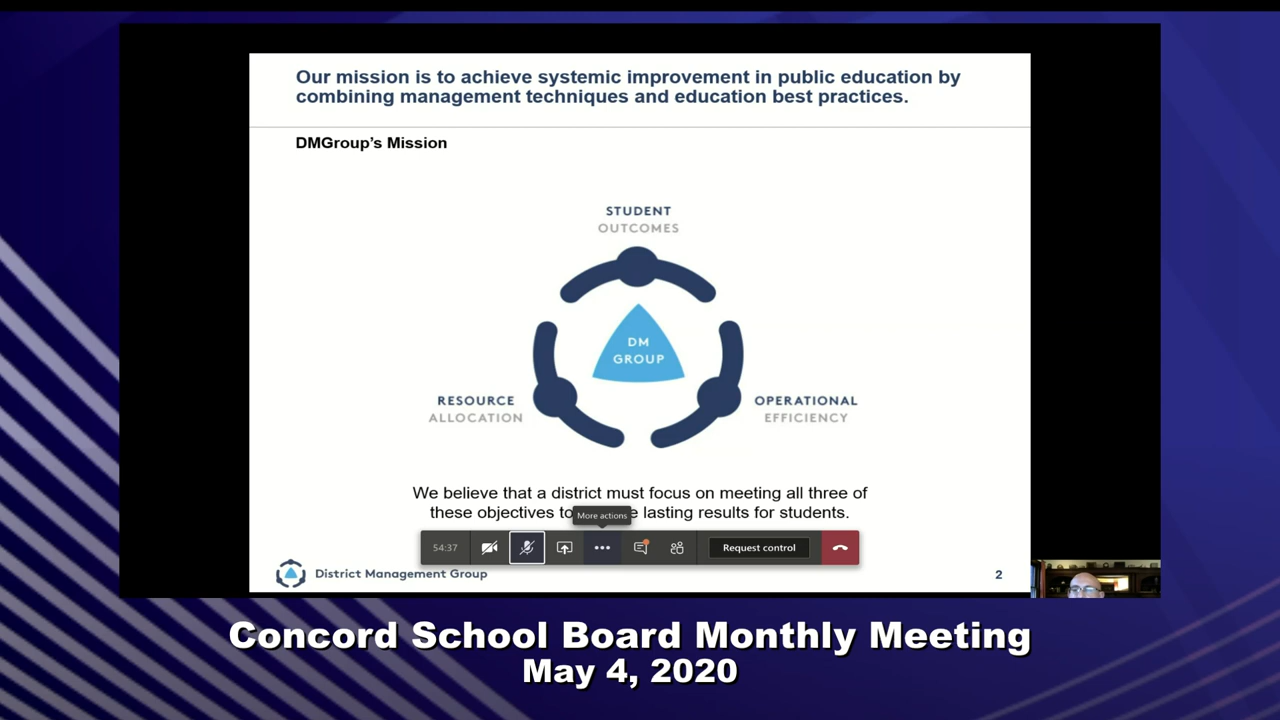 Our mission is to achieve systemic improvement in public education by
combining management techniques and education best practices.
DMGroup's Mission
STUDENT
OUTCOMES
DM
GROUP
RESOURCE
ALLOCATION
OPERATIONAL
EFFICIENCY
We believe that a district must focus on meeting all three of
these objectives to lasting results for students.
More actions
54:37
Request control
District Management Group
2
Concord School Board Monthly Meeting
May 4, 2020